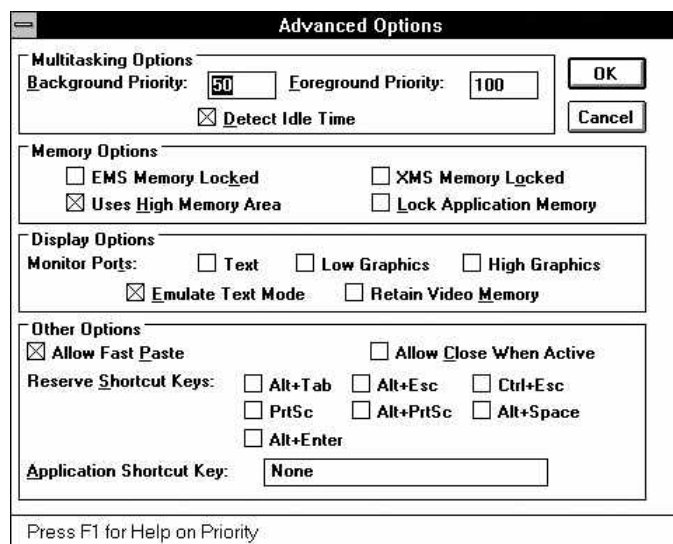 Advanced Options
Multitasking Options
Background Priority: 50 Foreground Priority: 100
Detect Idle Time
OK
Cancel
Memory Options
EMS Memory Locked XMS Memory Locked
Uses High Memory Area Lock Application Memory
Display Options
Monitor Ports: Text Low Graphics High Graphics
Emulate Text Mode Retain Video Memory
Other Options
Allow Fast Paste Allow Close When Active
Reserve Shortcut Keys: Alt+Tab Alt+Esc Ctrl+Esc
PrtSc Alt+PrtSc Alt+Space
Alt+Enter
Application Shortcut Key: None
Press F1 for Help on Priority